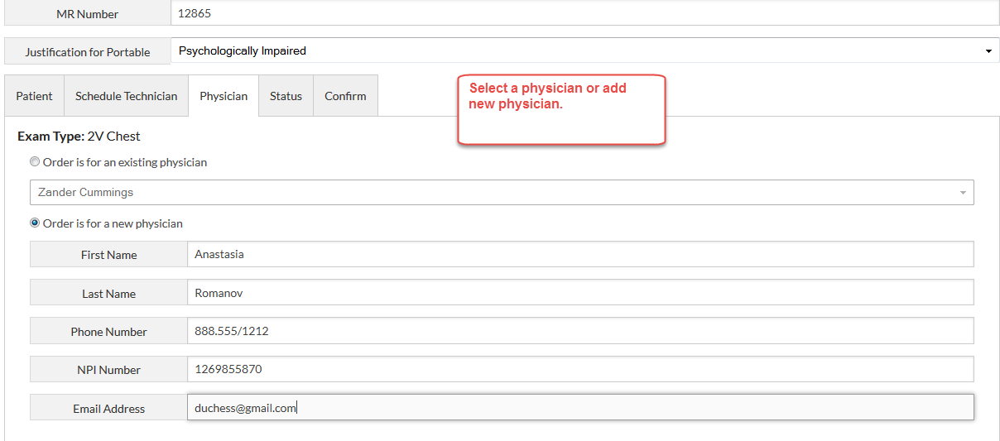 MR Number 12865
Justification for Portable Psychologically Impaired
Patient Schedule Technician Physician Status Confirm
Select a physician or add
new physician.
Exam Type: 2V Chest
Order is for an existing physician
Zander Cummings
Order is for a new physician
First Name Anastasia
Last Name Romanov
Phone Number 888.555/1212
NPI Number 1269855870
Email Address duchess@gmail.com